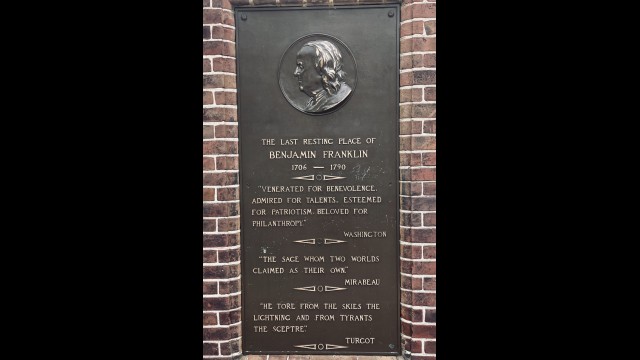 THE LAST RESTING PLACE OF
BENJAMIN FRANKLIN
1706 — 1790
"VENERATED FOR BENEVOLENCE,
ADMIRED FOR TALENTS, ESTEEMED
FOR PATRIOTISM, BELOVED FOR
PHILANTHROPY."
WASHINGTON
"THE SAGE WHOM TWO WORLDS
CLAIMED AS THEIR OWN"
MIRABEAU
"HE TORE FROM THE SKIES THE
LIGHTNING AND FROM TYRANTS
THE SCEPTRE"
TURGOT